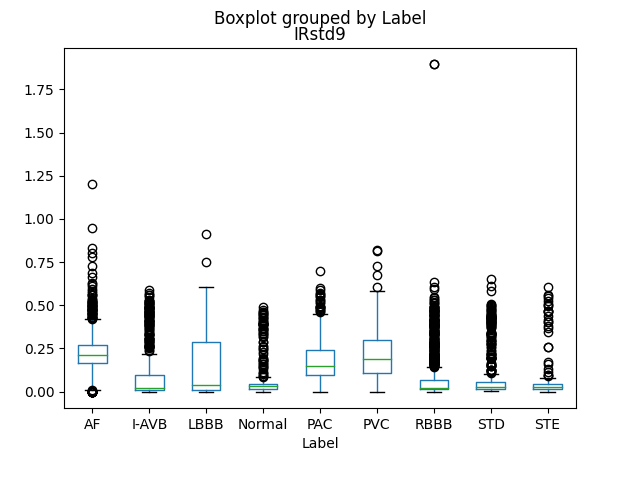 Boxplot grouped by Label
IRstd9
1.75
1.50
1.25
1.00
0.75
0.50
0.25
0.00
AF I-AVB LBBB Normal PAC PVC RBBB STD STE
Label